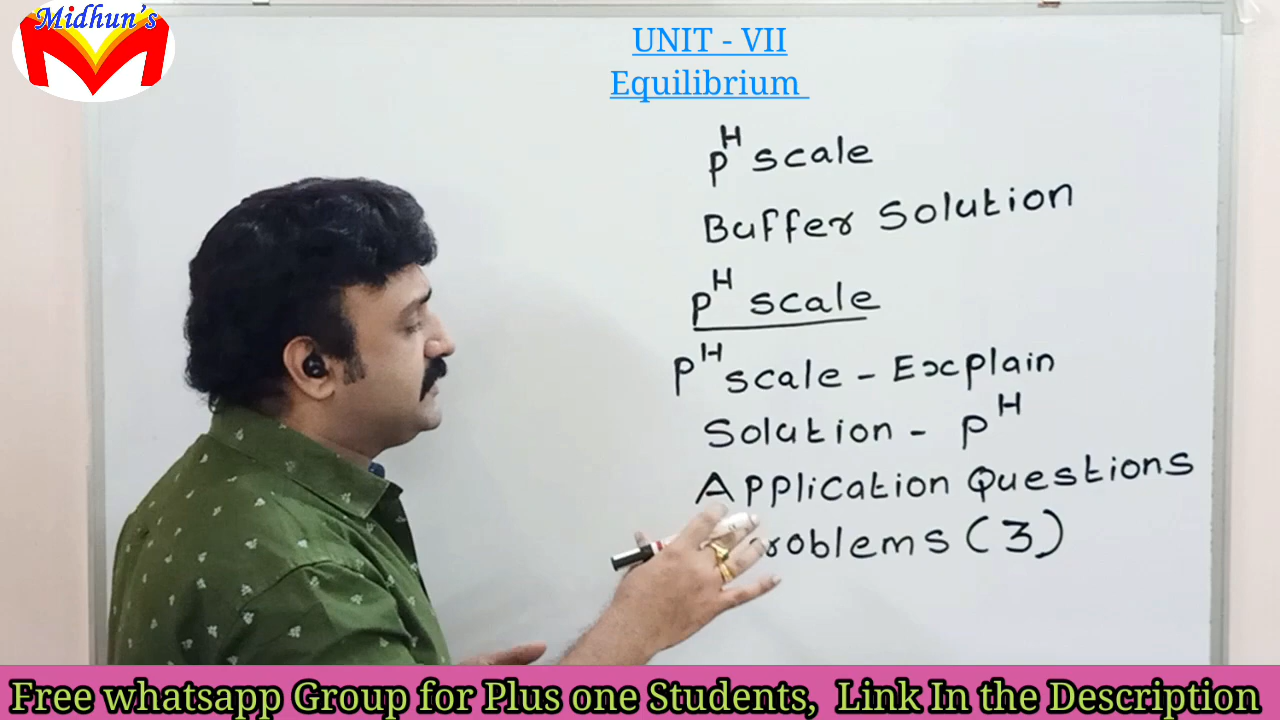 Midhun's
UNIT - VII
Equilibrium
pH scale
Buffer Solution
pH scale
pH scale - Explain
Solution - pH
Application Questions
roblems (3)
Free whatsapp Group for Plus one Students, Link In the Description